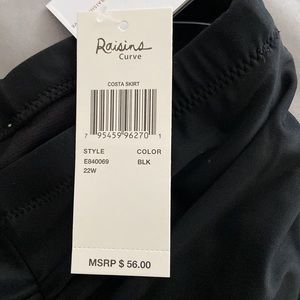 Raisins
Curve
COSTA SKIRT
7 95459 96270 1
STYLE COLOR
E840069 BLK
22W
MSRP $ 56.00